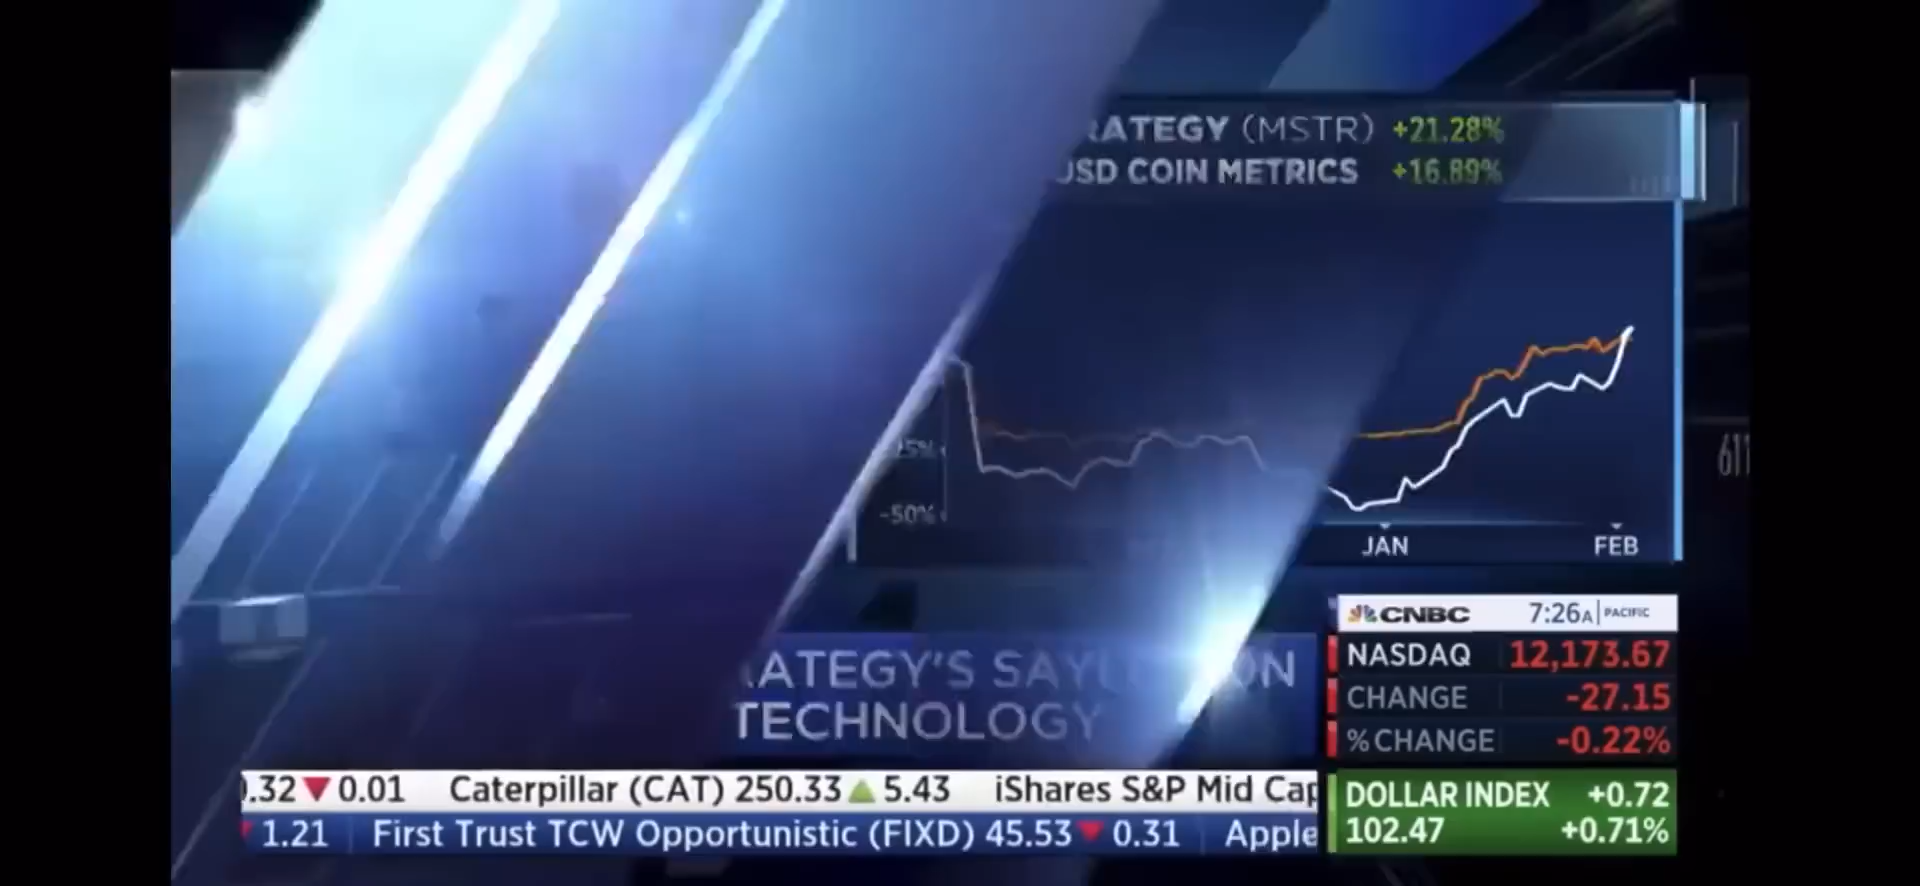 RATEGY (MSTR) +21.28%
USD COIN METRICS +16.89%
-50%
JAN
FEB
611
CNBC 7:26A PACIFIC
NASDAQ 12,173.67
CHANGE -27.15
% CHANGE -0.22%
DOLLAR INDEX +0.72
102.47 +0.71%
ATEGY'S SAYL ON
TECHNOLOGY
.32 ▼ 0.01 Caterpillar (CAT) 250.33 ▲ 5.43 iShares S&P Mid Cap
1.21 First Trust TCW Opportunistic (FIXD) 45.53 ▼ 0.31 Apple